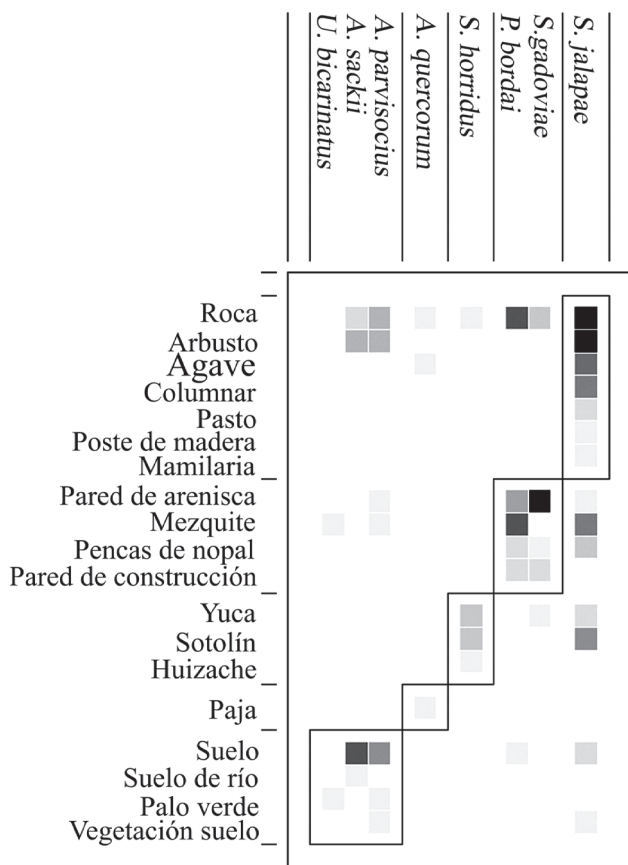 U. bicarinatus
A. sackii
A. parvisocius
A. quercorum
S. horridus
P. bordai
S.gadoviae
S. jalapae
Roca
Arbusto
Agave
Columnar
Pasto
Poste de madera
Mamilaria
Pared de arenisca
Mezquite
Pencas de nopal
Pared de construcción
Yuca
Sotolín
Huizache
Paja
Suelo
Suelo de río
Palo verde
Vegetación suelo